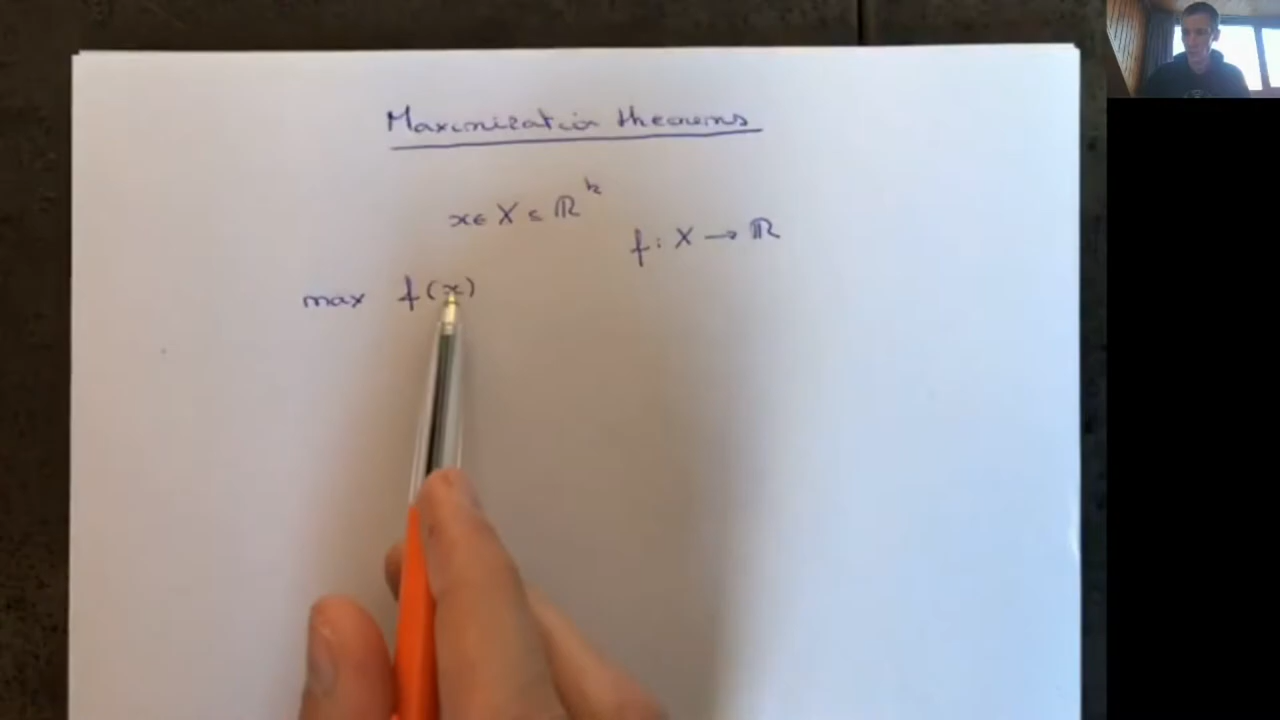 Maximization theorems
x ∈ X ⊆ ℝᵏ
f : X → ℝ
max f(x)